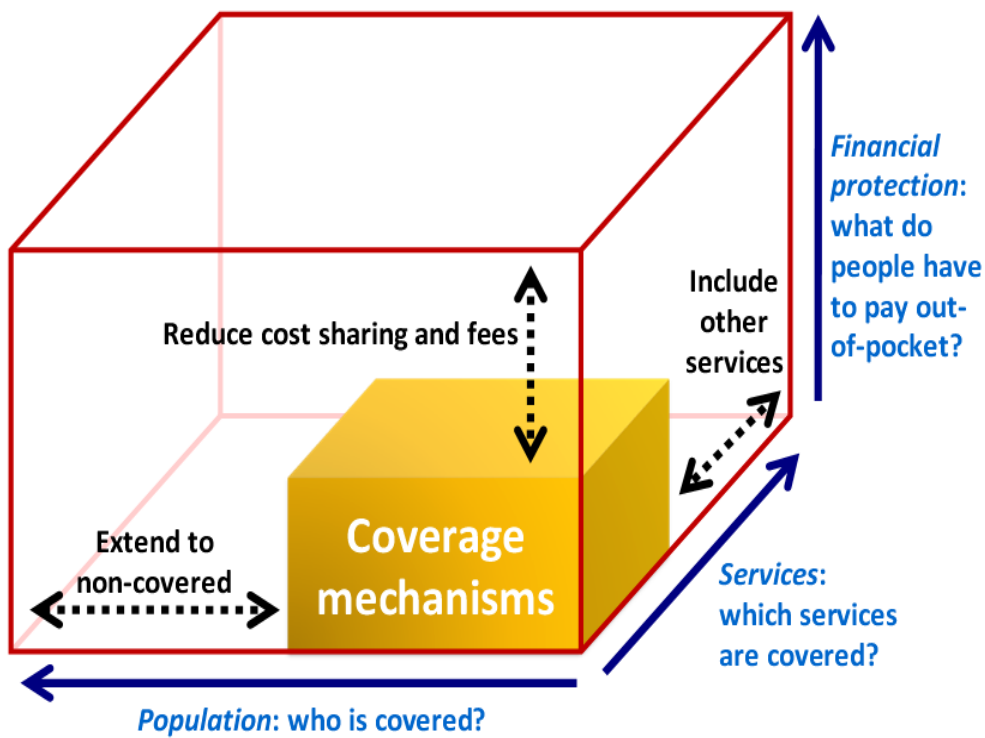 Financial
protection:
what do
people have
to pay out-
of-pocket?
Include
other
services
Reduce cost sharing and fees
Coverage
mechanisms
Extend to
non-covered
Services:
which services
are covered?
Population: who is covered?